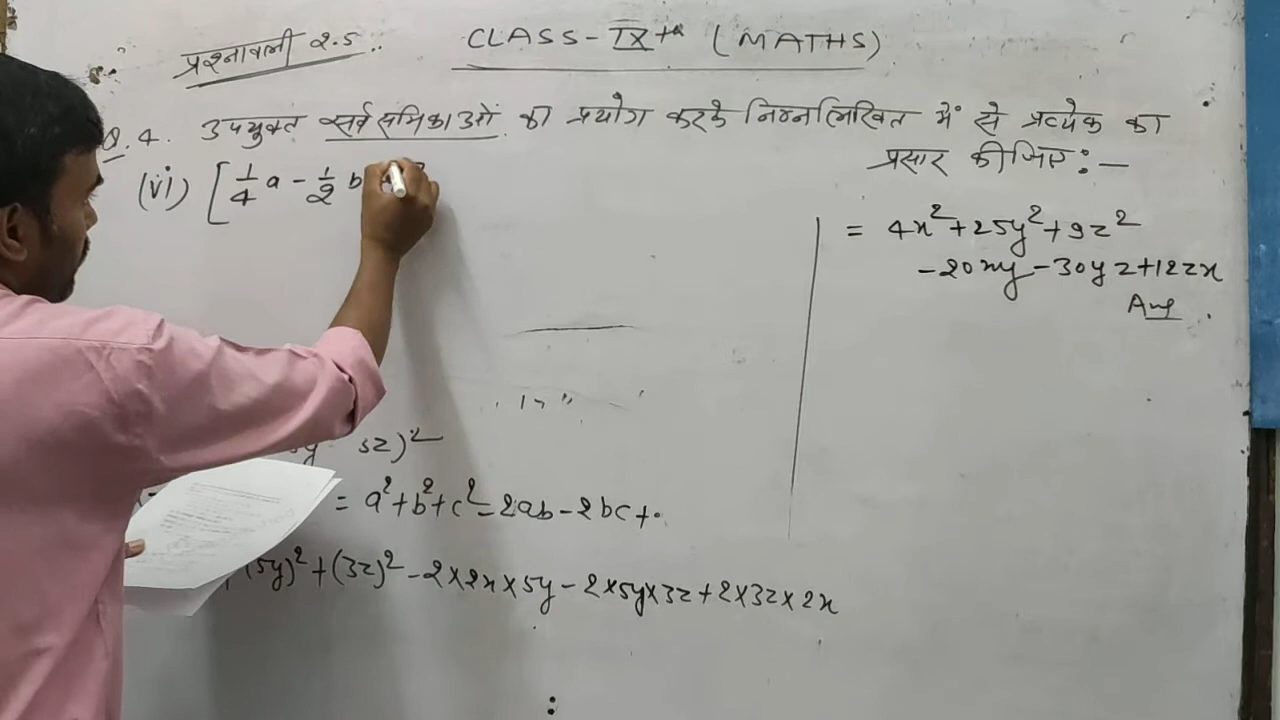 प्रश्नावली 2.5..
CLASS-IXth (MATHS)
Q.4. उपयुक्त सर्वसमिकाओं का प्रयोग करके निम्नलिखित में से प्रत्येक का
प्रसार कीजिए:—
(vi) [1/4 a - 1/2 b
= 4x² + 25y² + 9z²
- 20xy - 30yz + 12zx
Ans.
3z)²
= a² + b² + c² - 2ab - 2bc +
(5y)² + (3z)² - 2×2x×5y - 2×5y×3z + 2×3z×2x